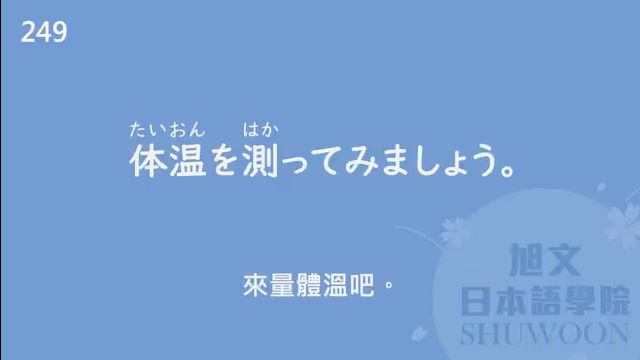 249
たいおん はか
体温を測ってみましょう。
來量體溫吧。
旭文
日本語學院
SHUWOON